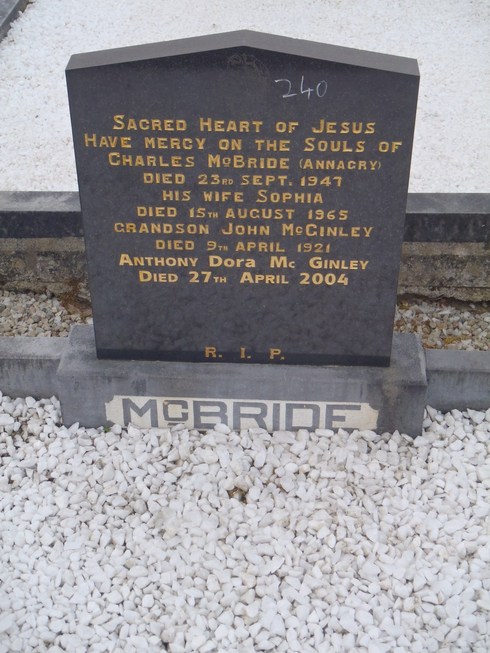 240
SACRED HEART OF JESUS
HAVE MERCY ON THE SOULS OF
CHARLES McBRIDE (ANNAGRY)
DIED 23RD SEPT. 1947
HIS WIFE SOPHIA
DIED 15TH AUGUST 1965
GRANDSON JOHN McGINLEY
DIED 9TH APRIL 1921
ANTHONY DORA Mc GINLEY
DIED 27TH APRIL 2004
R. I. P.
McBRIDE